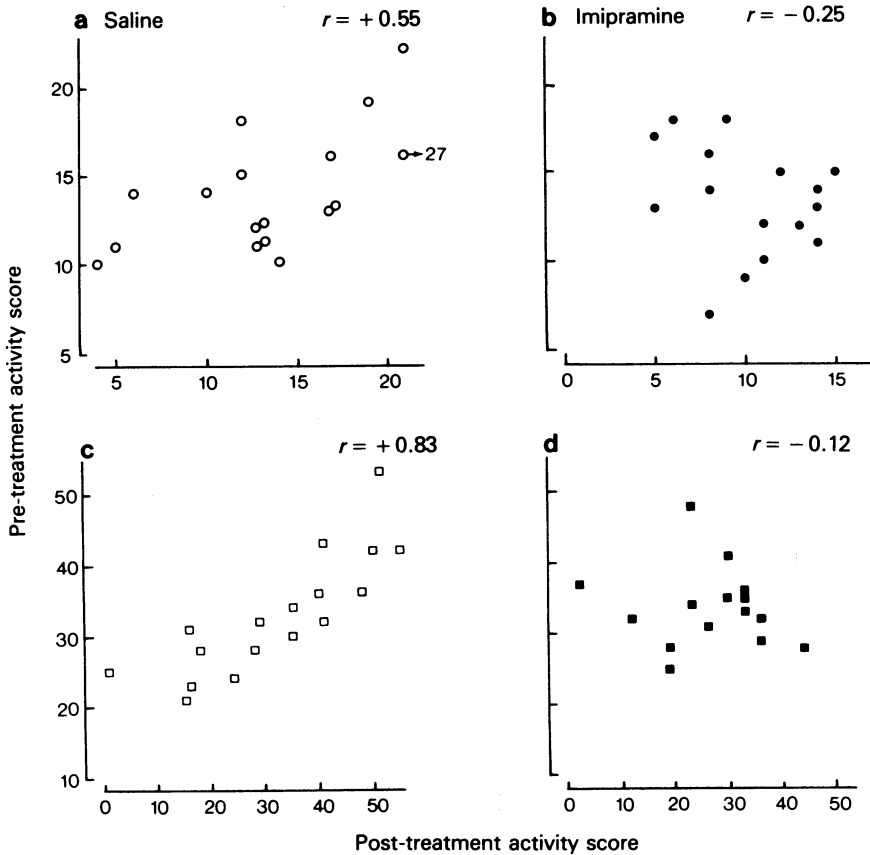 a Saline
r = + 0.55
b Imipramine
r = − 0.25
20
15
10
5
27
5 10 15 20
0 5 10 15
c
r = + 0.83
d
r = − 0.12
50
40
30
20
10
0 10 20 30 40 50
0 10 20 30 40 50
Pre-treatment activity score
Post-treatment activity score